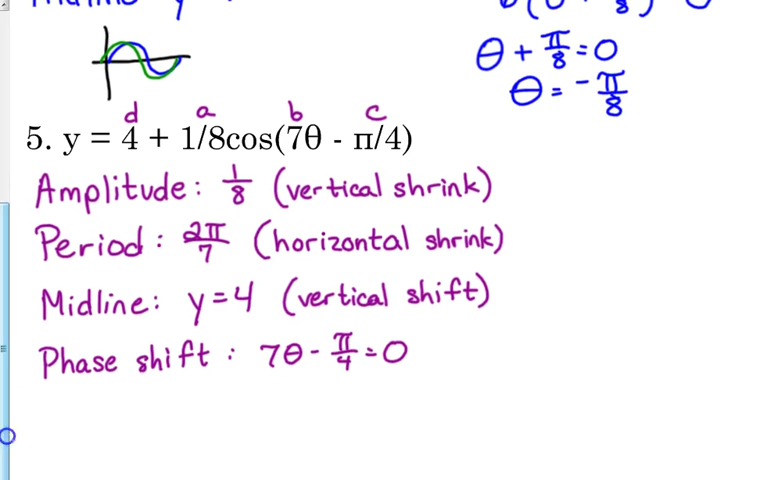 θ + π/8 = 0
θ = - π/8
d a b c
5. y = 4 + 1/8cos(7θ - π/4)
Amplitude: 1/8 (vertical shrink)
Period: 2π/7 (horizontal shrink)
Midline: y=4 (vertical shift)
Phase shift: 7θ - π/4 = 0